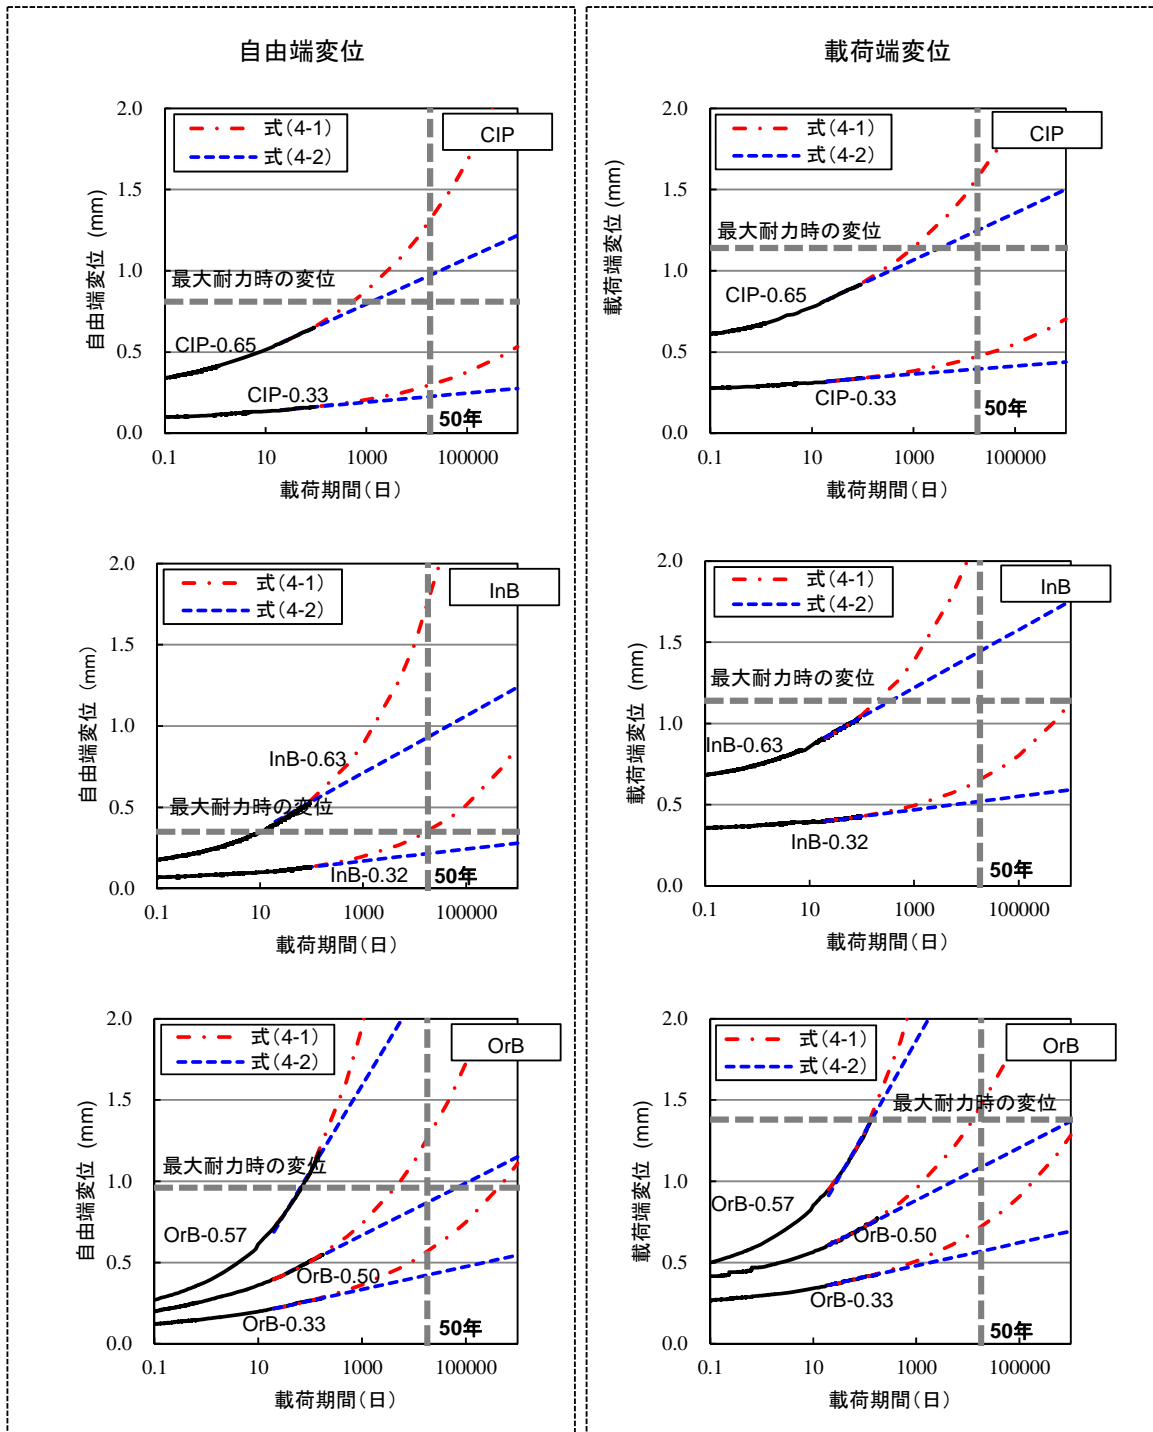 自由端変位
載荷端変位
2.0
1.5
1.0
0.5
0.0
0.1
10
1000
100000
自由端変位 (mm)
載荷期間(日)
式(4-1)
式(4-2)
CIP
最大耐力時の変位
CIP-0.65
CIP-0.33
50年
2.0
1.5
1.0
0.5
0.0
0.1
10
1000
100000
載荷端変位 (mm)
載荷期間(日)
式(4-1)
式(4-2)
CIP
最大耐力時の変位
CIP-0.65
CIP-0.33
50年
2.0
1.5
1.0
0.5
0.0
0.1
10
1000
100000
自由端変位 (mm)
載荷期間(日)
式(4-1)
式(4-2)
InB
InB-0.63
最大耐力時の変位
InB-0.32
50年
2.0
1.5
1.0
0.5
0.0
0.1
10
1000
100000
載荷端変位 (mm)
載荷期間(日)
式(4-1)
式(4-2)
InB
最大耐力時の変位
InB-0.63
InB-0.32
50年
2.0
1.5
1.0
0.5
0.0
0.1
10
1000
100000
自由端変位 (mm)
載荷期間(日)
式(4-1)
式(4-2)
OrB
最大耐力時の変位
OrB-0.57
OrB-0.50
OrB-0.33
50年
2.0
1.5
1.0
0.5
0.0
0.1
10
1000
100000
載荷端変位 (mm)
載荷期間(日)
式(4-1)
式(4-2)
OrB
最大耐力時の変位
OrB-0.57
OrB-0.50
OrB-0.33
50年